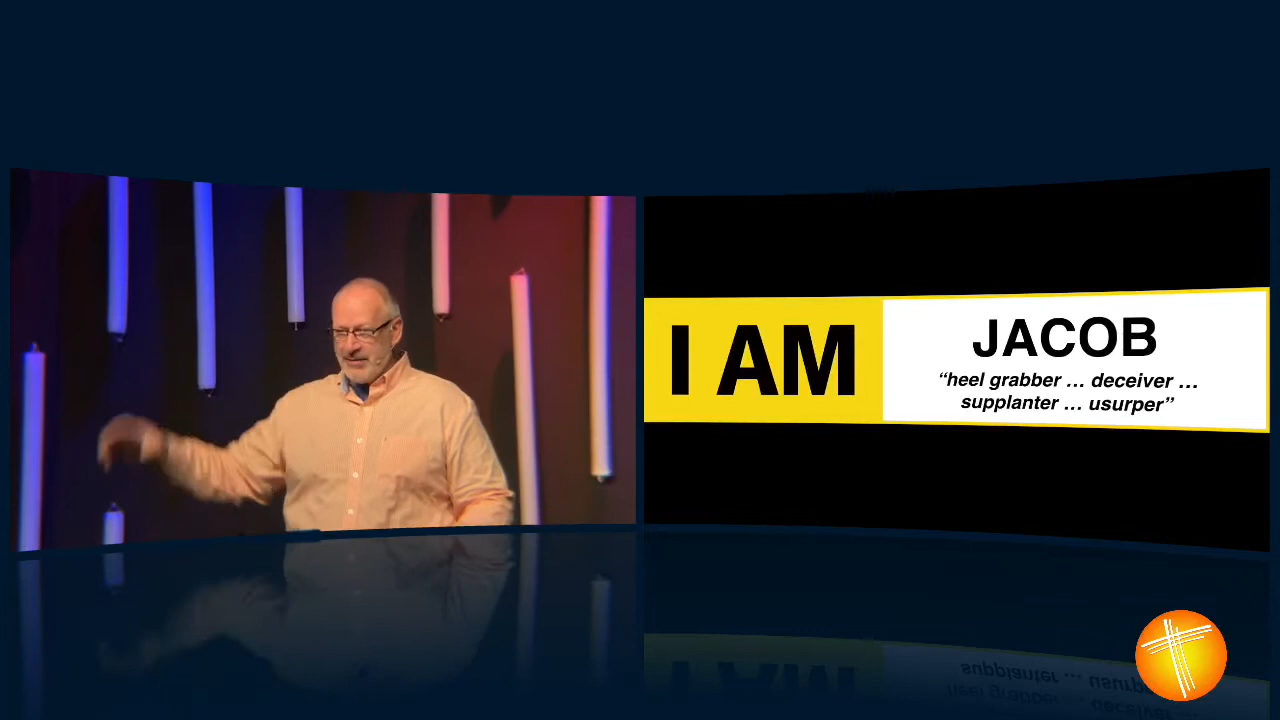 I AM
JACOB
“heel grabber ... deceiver ...
supplanter ... usurper”